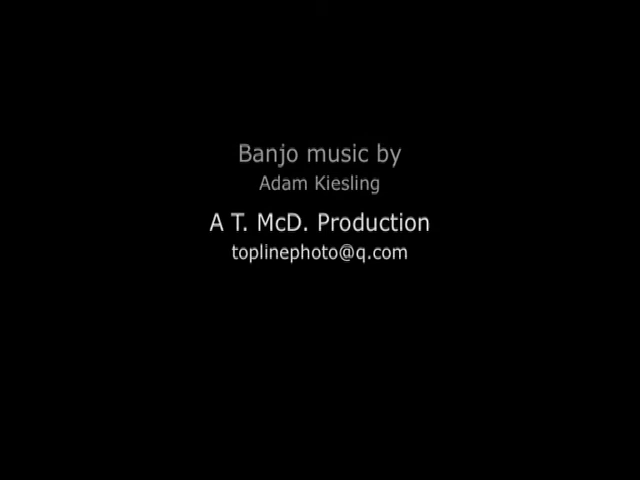 Banjo music by
Adam Kiesling
A T. McD. Production
toplinephoto@q.com